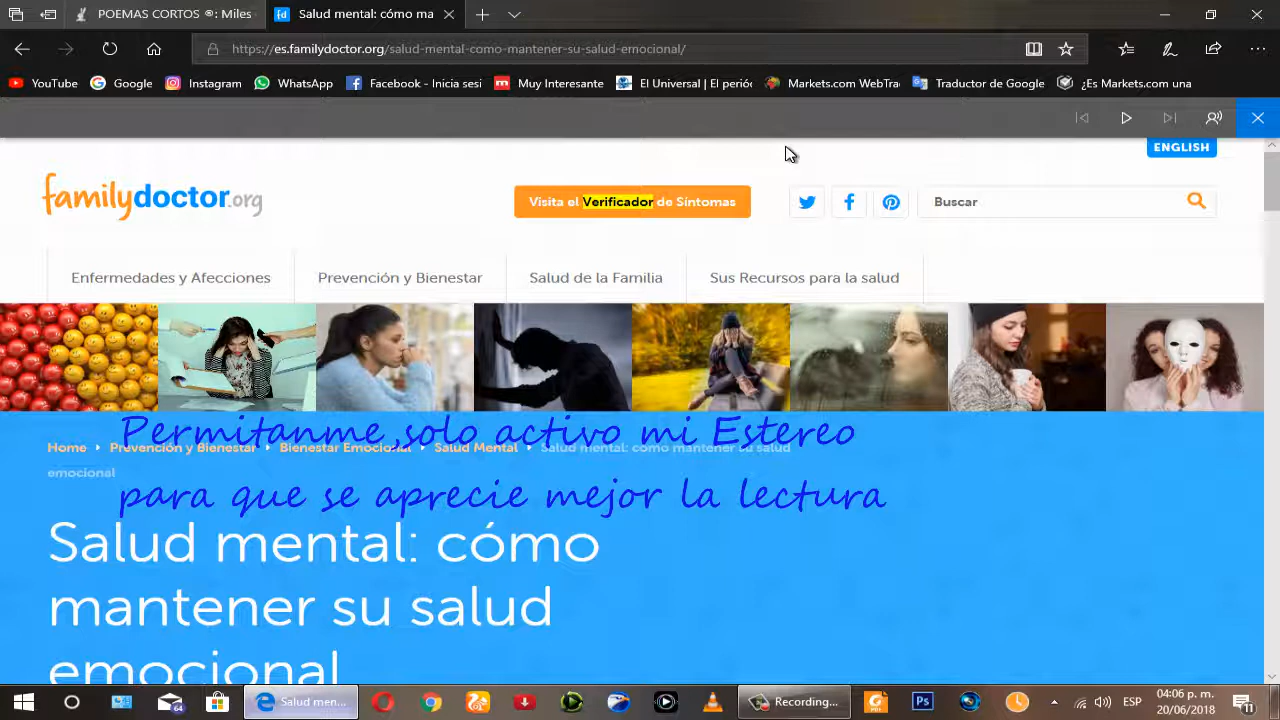 POEMAS CORTOS ®: Miles
Salud mental: cómo ma
https://es.familydoctor.org/salud-mental-como-mantener-su-salud-emocional/
YouTube
Google
Instagram
WhatsApp
Facebook - Inicia sesi
Muy Interesante
El Universal | El perióc
Markets.com WebTra
Traductor de Google
¿Es Markets.com una
ENGLISH
familydoctor.org
Visita el Verificador de Síntomas
Buscar
Enfermedades y Afecciones
Prevención y Bienestar
Salud de la Familia
Sus Recursos para la salud
Permitanme,solo activo mi Estereo
Home Prevención y Bienestar Bienestar Emocional Salud Mental Salud mental: cómo mantener su salud
emocional
para que se aprecie mejor la lectura
Salud mental: cómo
mantener su salud
emocional
64
Salud men...
Recording...
Ps
ESP
04:06 p. m.
20/06/2018
11